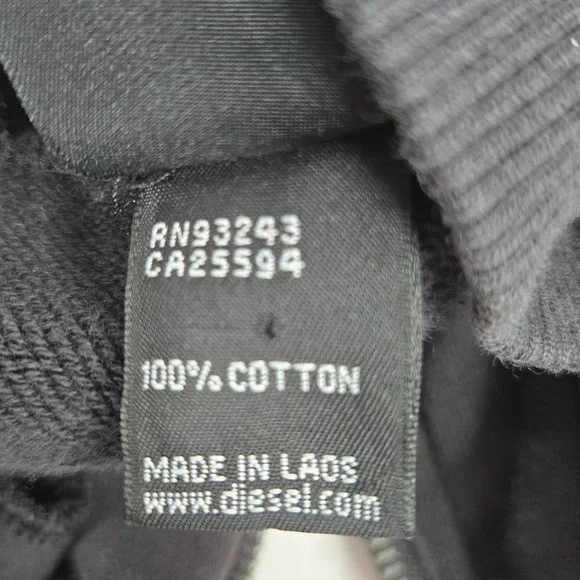 RN93243
CA25594
100% COTTON
MADE IN LAOS
www.diesel.com